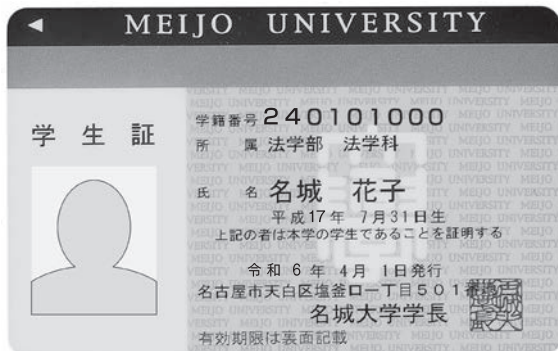 MEIJO UNIVERSITY
学生証
学籍番号 240101000
所属 法学部 法学科
氏名 名城 花子
平成17年 7月31日生
上記の者は本学の学生であることを証明する
令和 6年 4月 1日発行
名古屋市天白区塩釜口一丁目501番地
名城大学学長
有効期限は裏面記載